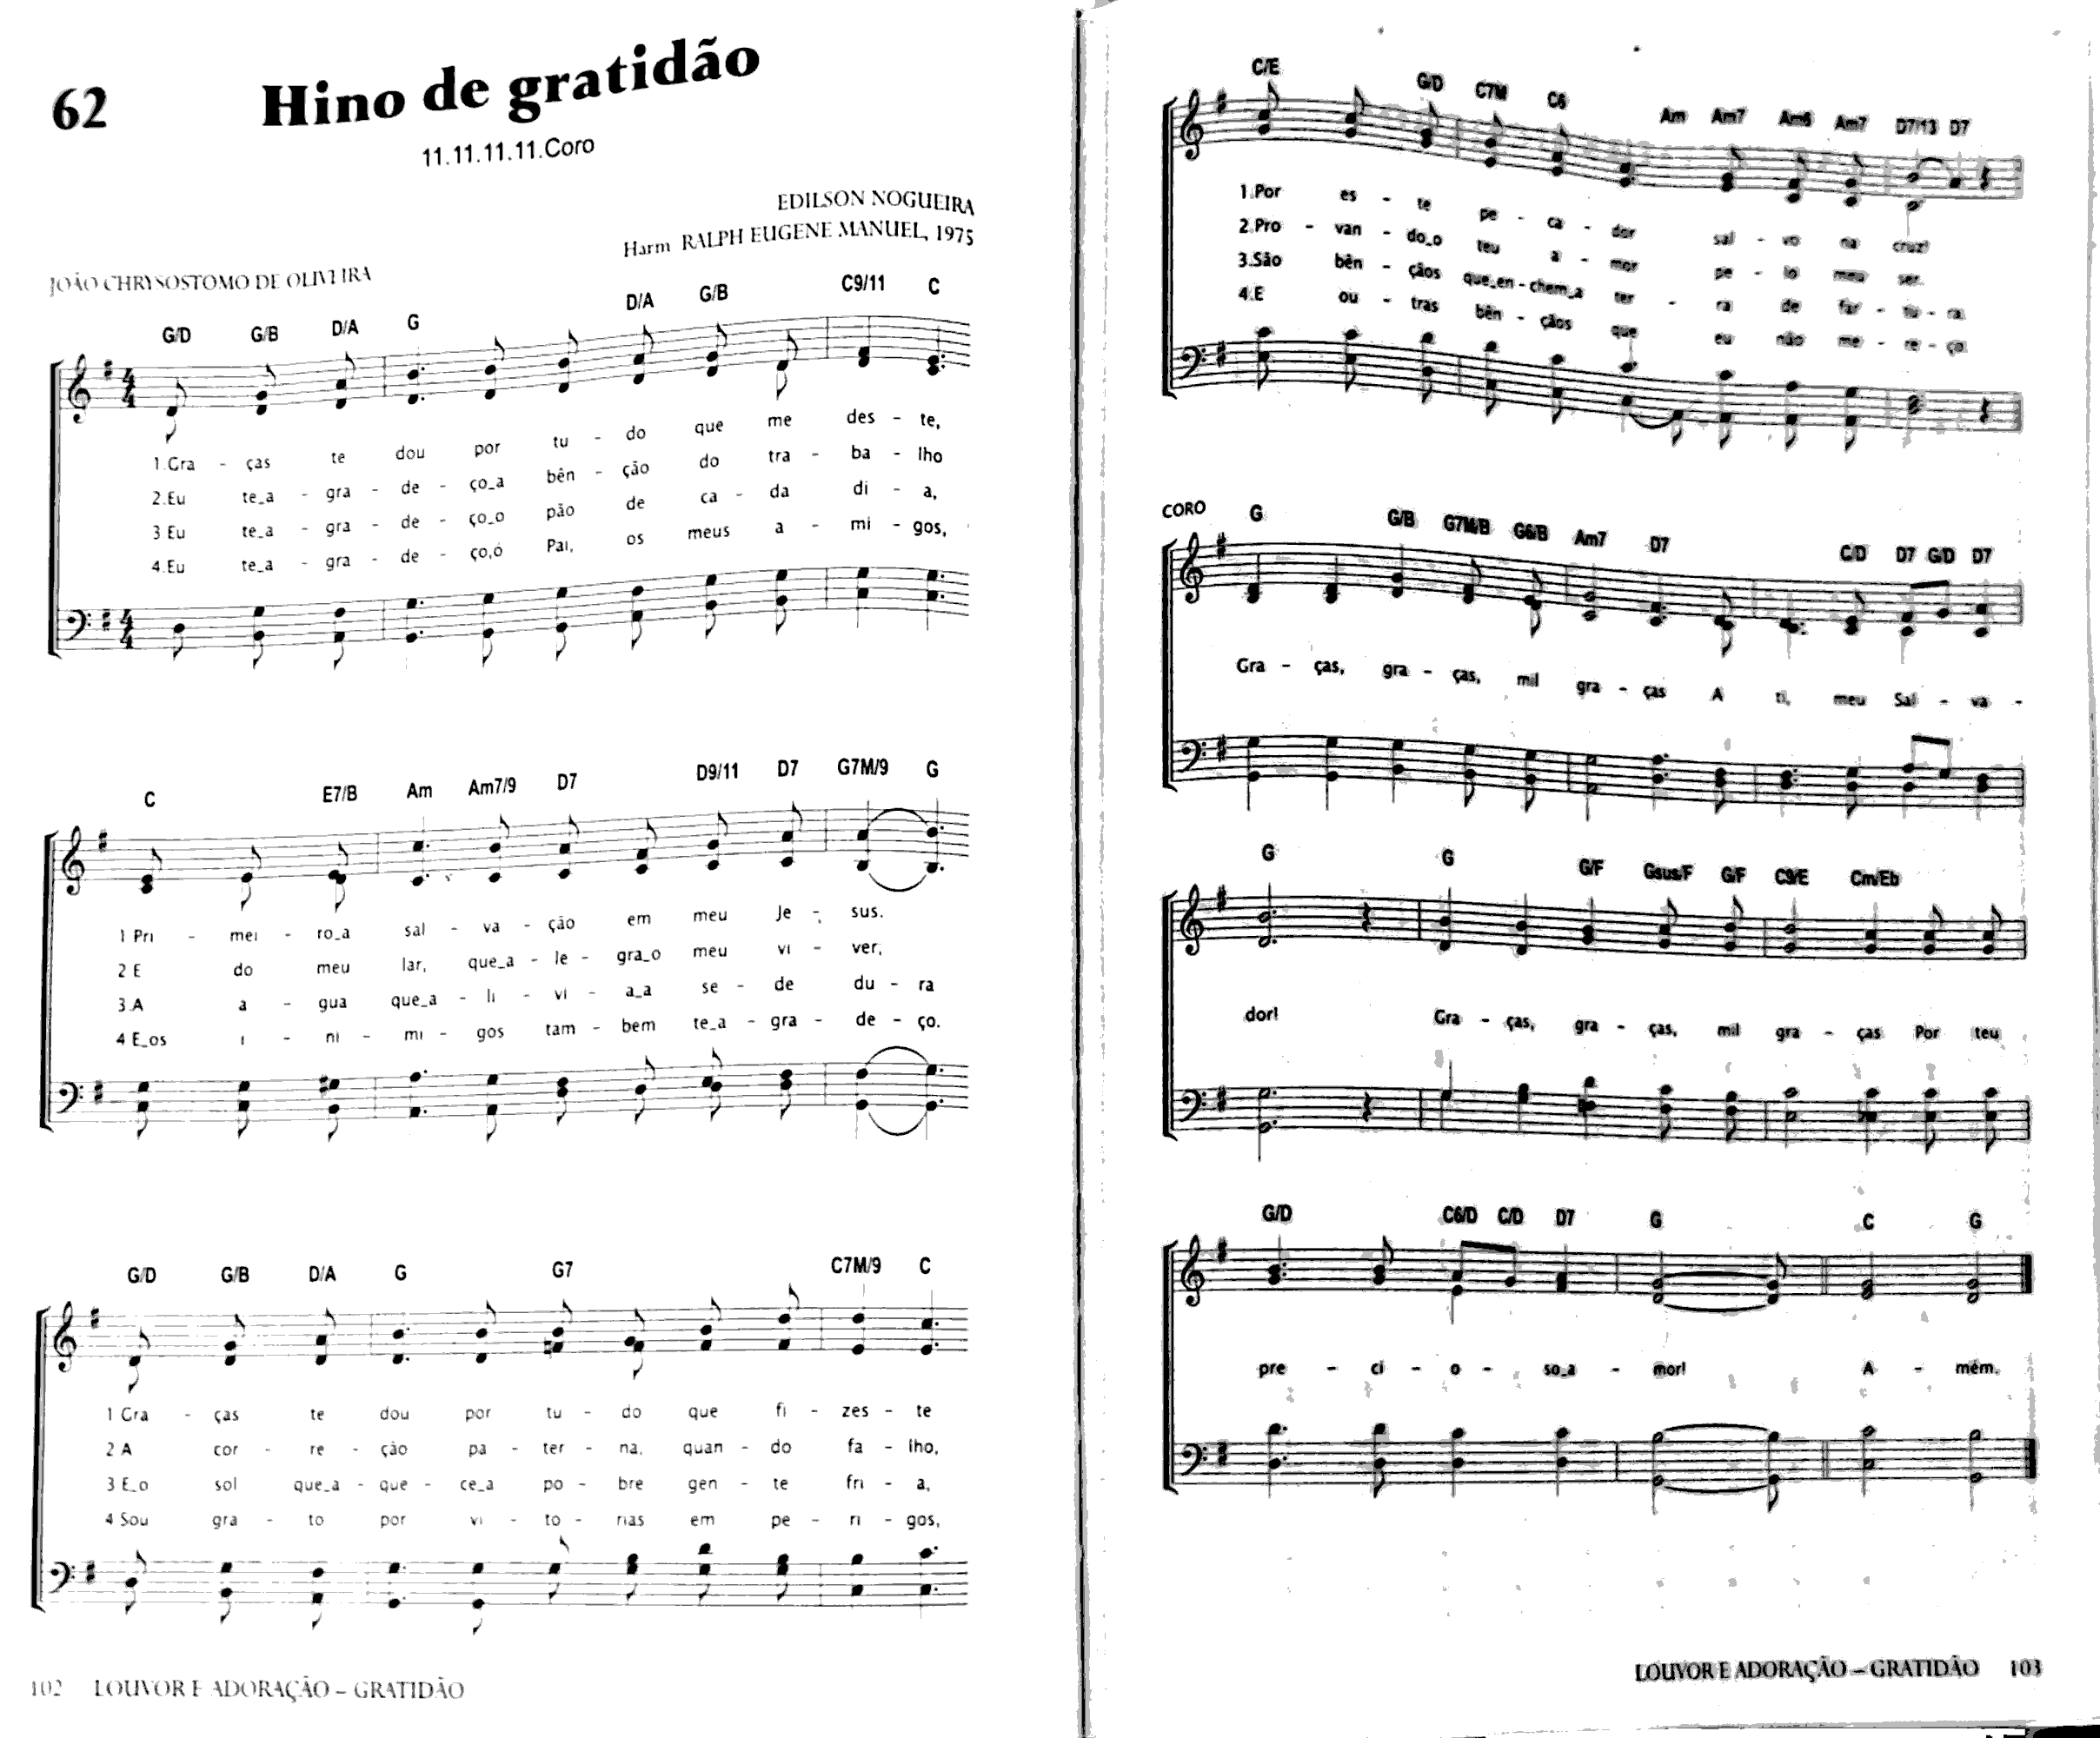 62
Hino de gratidão
11.11.11.11.Coro
EDILSON NOGUEIRA
Harm RALPH EUGENE MANUEL, 1975
JOÃO CHRYSOSTOMO DE OLIVEIRA
G/D G/B D/A G D/A G/B C9/11 C
1.Gra - ças te dou por tu - do que me des - te,
2.Eu te_a - gra - de - ço_a bên - ção do tra - ba - lho
3.Eu te_a - gra - de - ço_o pão de ca - da di - a,
4.Eu te_a - gra - de - ço,ó Pai, os meus a - mi - gos,
C E7/B Am Am7/9 D7 D9/11 D7 G7M/9 G
1 Pri - mei - ro_a sal - va - ção em meu Je - sus.
2 E do meu lar, que_a - le - gra_o meu vi - ver,
3.A a - gua que_a - li - vi - a_a se - de du - ra
4 E_os i - ni - mi - gos tam - bem te_a - gra - de - ço.
G/D G/B D/A G G7 C7M/9 C
1 Gra - ças te dou por tu - do que fi - zes - te
2 A cor - re - ção pa - ter - na, quan - do fa - lho,
3 E_o sol que_a - que - ce_a po - bre gen - te fri - a,
4 Sou gra - to por vi - to - rias em pe - ri - gos,
102 LOUVOR E ADORAÇÃO – GRATIDÃO
C/E G/D C7M C6 Am Am7 Am6 Am7 D7/13 D7
1.Por es - te pe - ca - dor sal - vo na cruz!
2.Pro - van - do_o teu a - mor pe - lo meu ser.
3.São bên - çãos que_en - chem_a ter - ra de far - tu - ra.
4.E ou - tras bên - çãos que eu não me - re - ço.
CORO G G/B G7M/B G6/B Am7 D7 C/D D7 G/D D7
Gra - ças, gra - ças, mil gra - ças A ti, meu Sal - va -
G G G/F Gsus/F G/F C9/E Cm/Eb
dor! Gra - ças, gra - ças, mil gra - ças Por teu
G/D C6/D C/D D7 G C G
pre - ci - o - so_a - mor! A - mém.
LOUVOR E ADORAÇÃO – GRATIDÃO 103